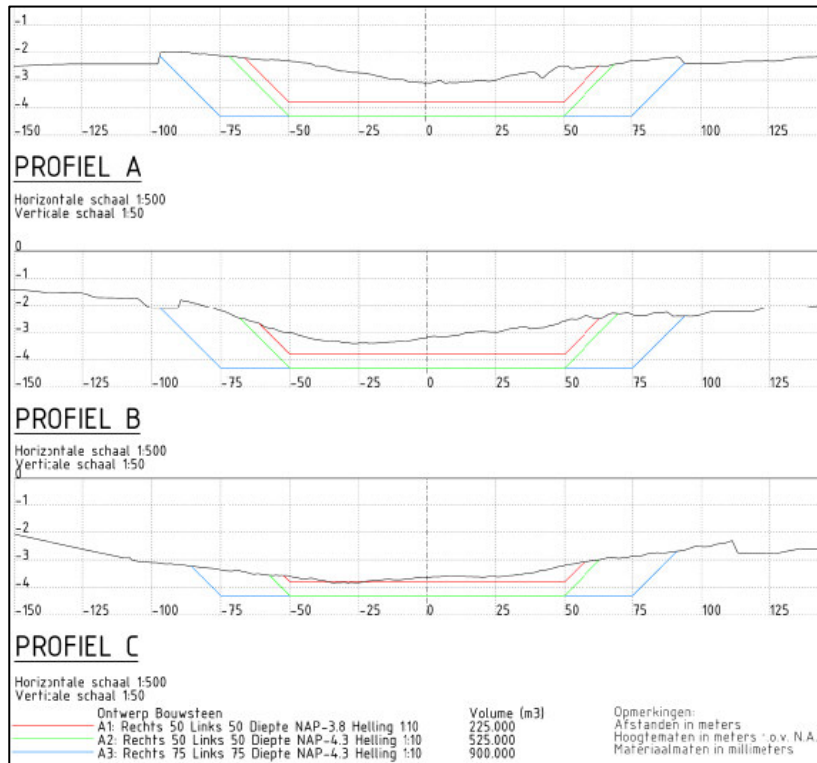 -1
-2
-3
-4
-150 -125 -100 -75 -50 -25 0 25 50 75 100 125
PROFIEL A
Horizontale schaal 1:500
Verticale schaal 1:50
0
-1
-2
-3
-4
-150 -125 -100 -75 -50 -25 0 25 50 75 100 125
PROFIEL B
Horizontale schaal 1:500
Verticale schaal 1:50
0
-1
-2
-3
-4
-150 -125 -100 -75 -50 -25 0 25 50 75 100 125
PROFIEL C
Horizontale schaal 1:500
Verticale schaal 1:50
Ontwerp Bouwsteen Volume (m3) Opmerkingen:
A1: Rechts 50 Links 50 Diepte NAP-3.8 Helling 1:10 225.000 Afstanden in meters
A2: Rechts 50 Links 50 Diepte NAP-4.3 Helling 1:10 525.000 Hoogtematen in meters t.o.v. N.A.
A3: Rechts 75 Links 75 Diepte NAP-4.3 Helling 1:10 900.000 Materiaalmaten in millimeters